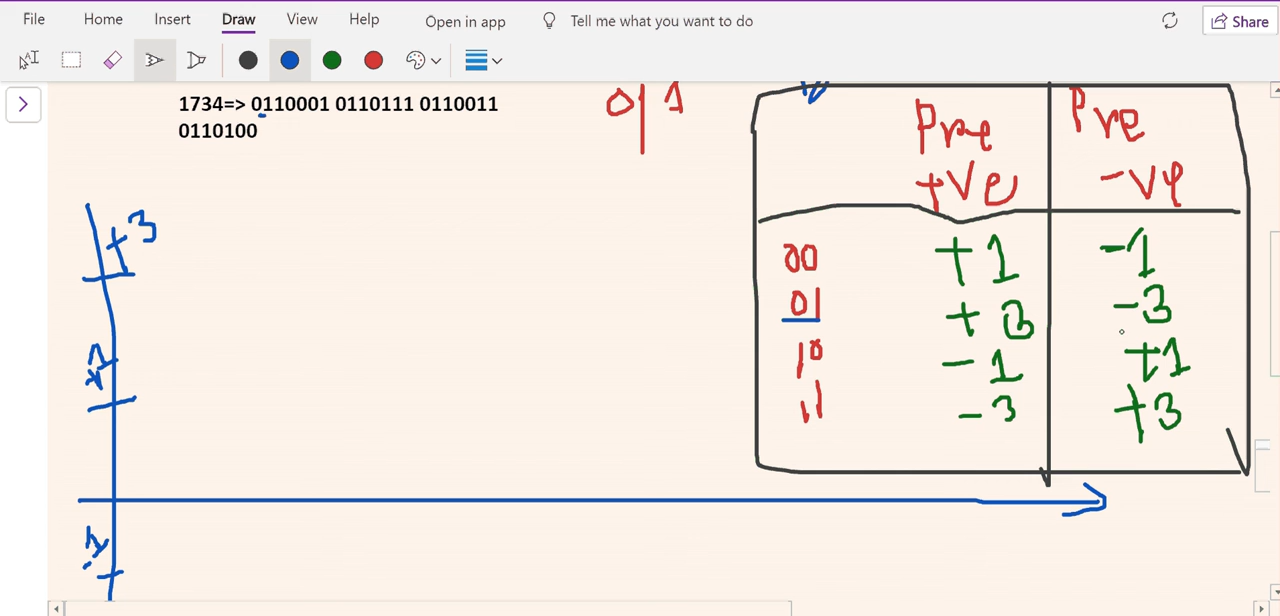 File Home Insert Draw View Help Open in app Tell me what you want to do Share
1734=> 0110001 0110111 0110011
0110100
0|1
Pre Pre
+ve -ve
00 +1 -1
01 +3 -3
10 -1 +1
11 -3 +3
+3
+1
-1